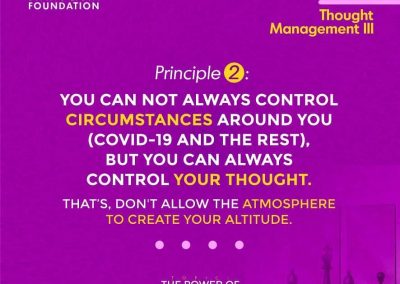 FOUNDATION
Thought
Management III
Principle 2:
YOU CAN NOT ALWAYS CONTROL
CIRCUMSTANCES AROUND YOU
(COVID-19 AND THE REST),
BUT YOU CAN ALWAYS
CONTROL YOUR THOUGHT.
THAT'S, DON'T ALLOW THE ATMOSPHERE
TO CREATE YOUR ALTITUDE.
TOPIC
THE POWER OF